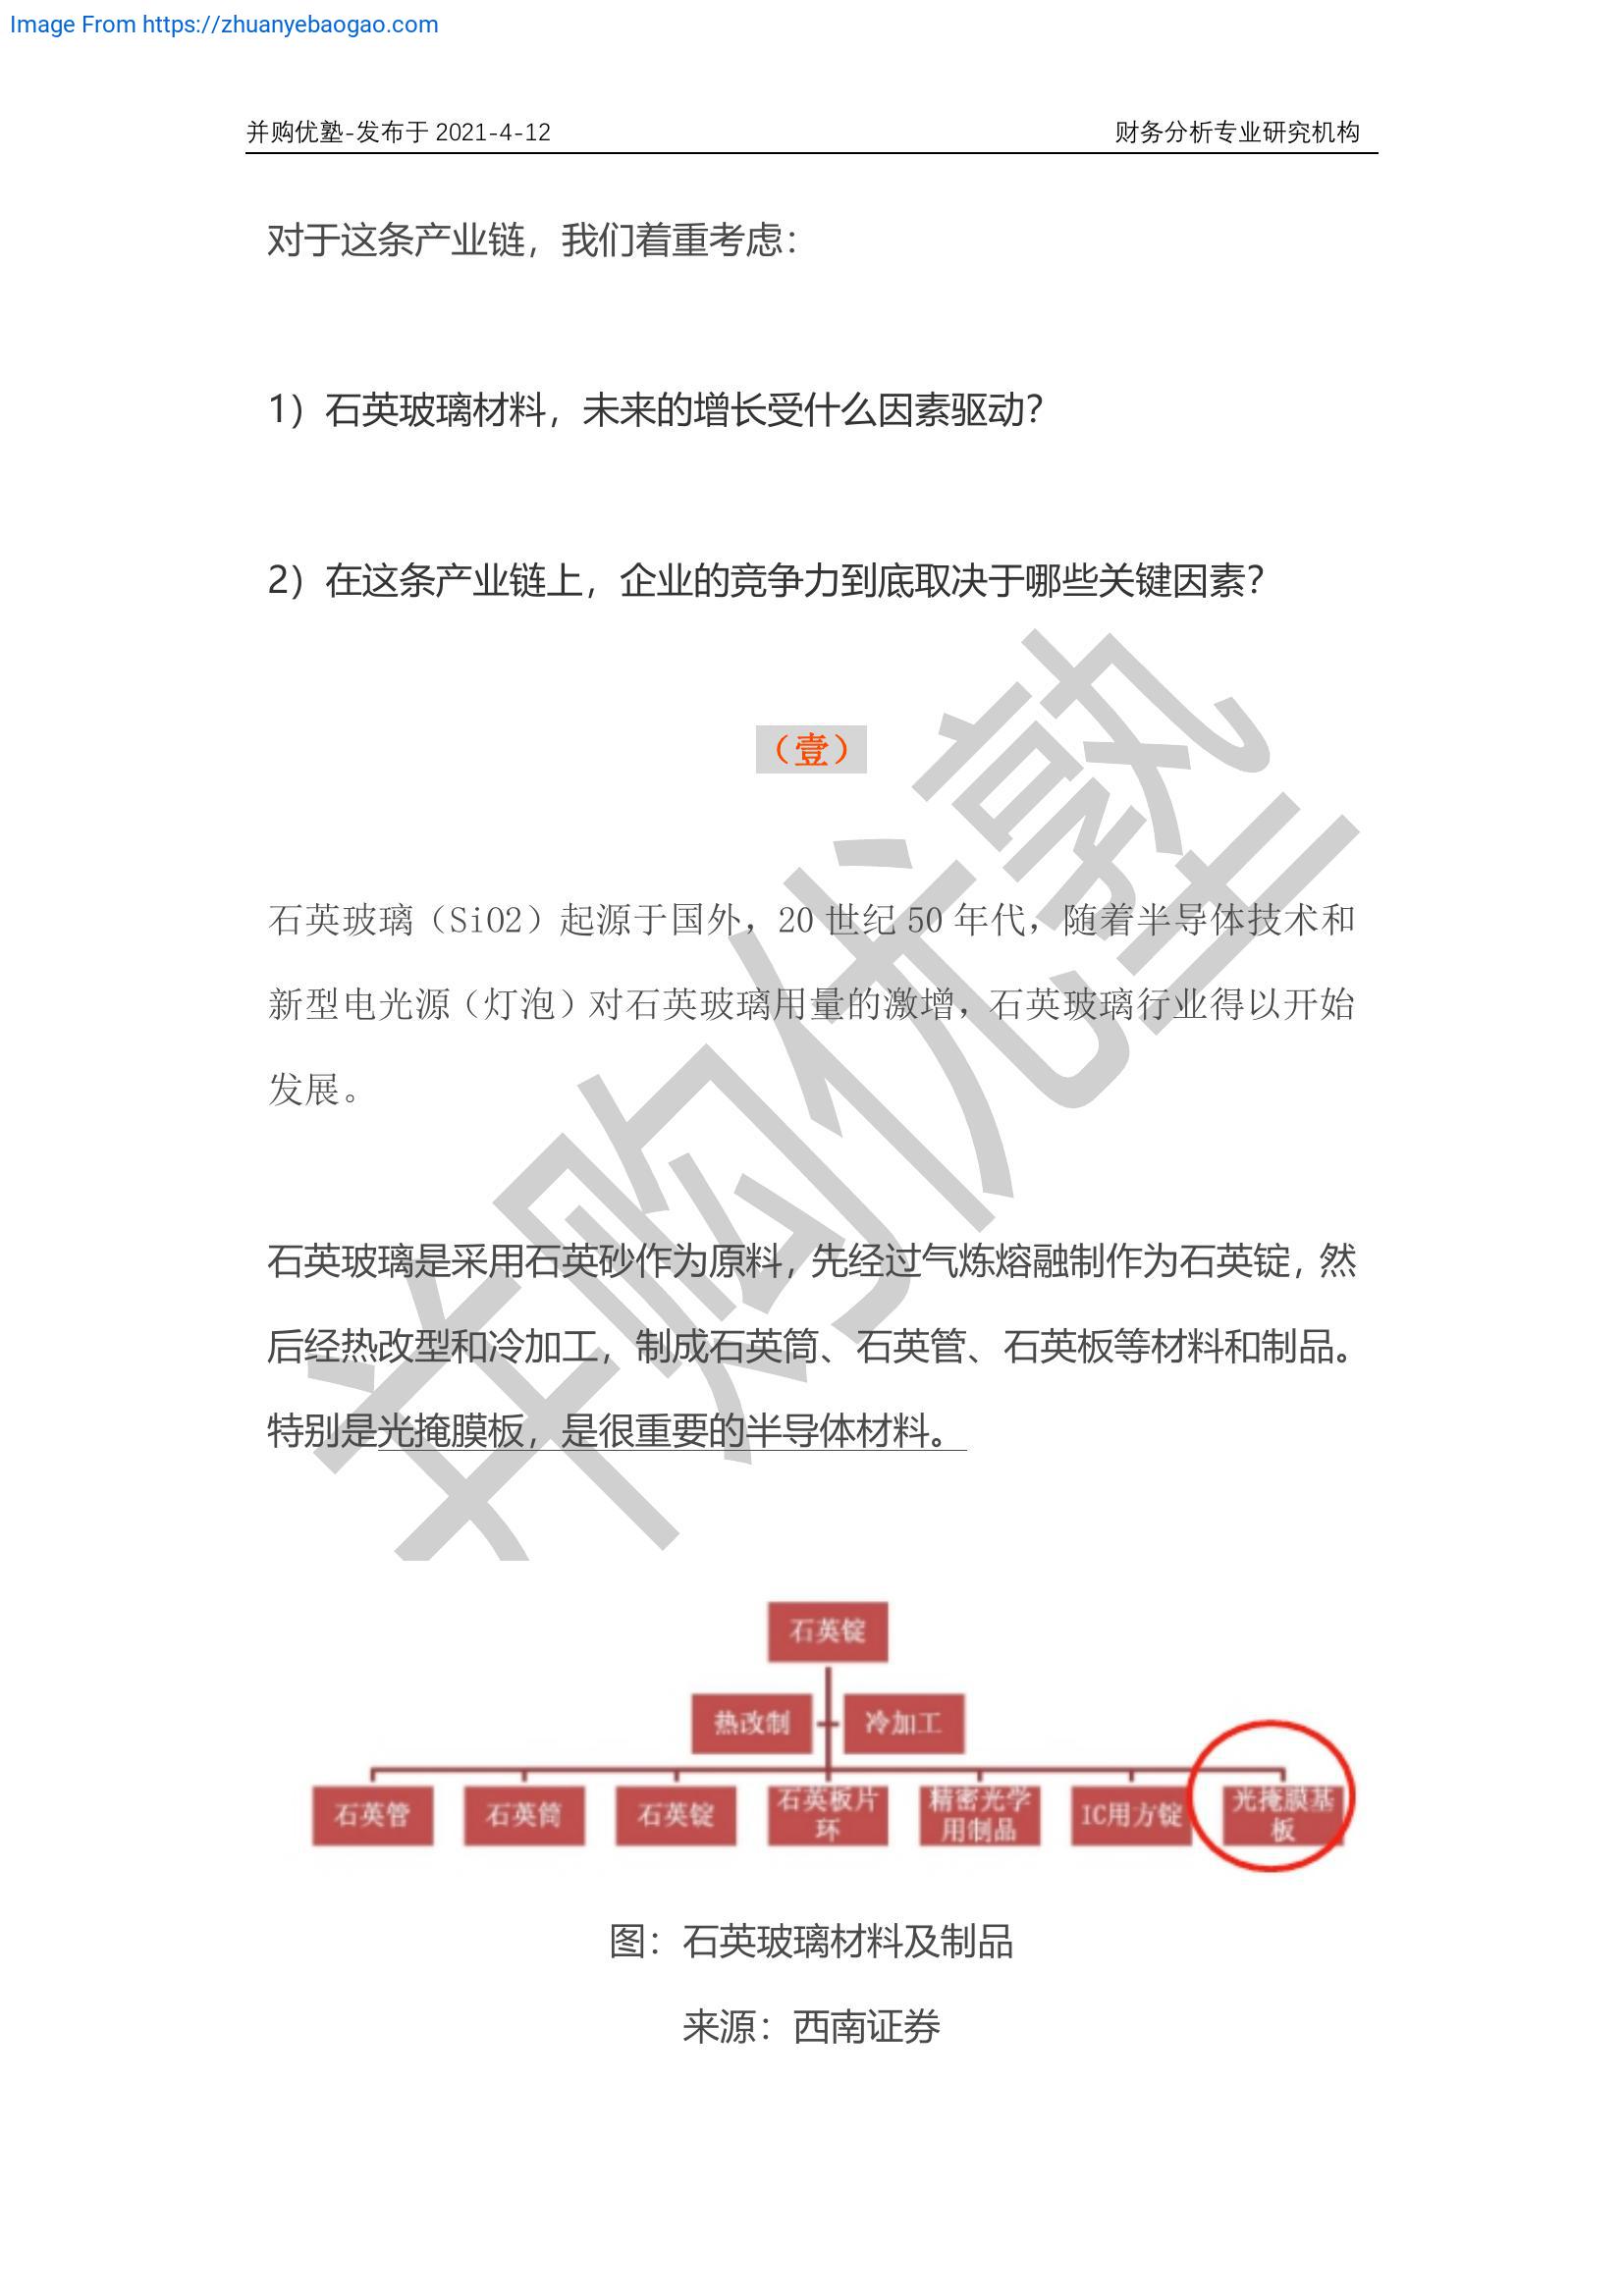 Image From https://zhuanyebaogao.com
并购优塾-发布于 2021-4-12
财务分析专业研究机构
对于这条产业链，我们着重考虑：
1）石英玻璃材料，未来的增长受什么因素驱动？
2）在这条产业链上，企业的竞争力到底取决于哪些关键因素？
（壹）
石英玻璃（SiO2）起源于国外，20 世纪 50 年代，随着半导体技术和
新型电光源（灯泡）对石英玻璃用量的激增，石英玻璃行业得以开始
发展。
石英玻璃是采用石英砂作为原料，先经过气炼熔融制作为石英锭，然
后经热改型和冷加工，制成石英筒、石英管、石英板等材料和制品。
特别是光掩膜板，是很重要的半导体材料。
并购优塾
石英锭
热改制
冷加工
石英管
石英筒
石英锭
石英板片
环
精密光学
用制品
IC用方锭
光掩膜基
板
图：石英玻璃材料及制品
来源：西南证券